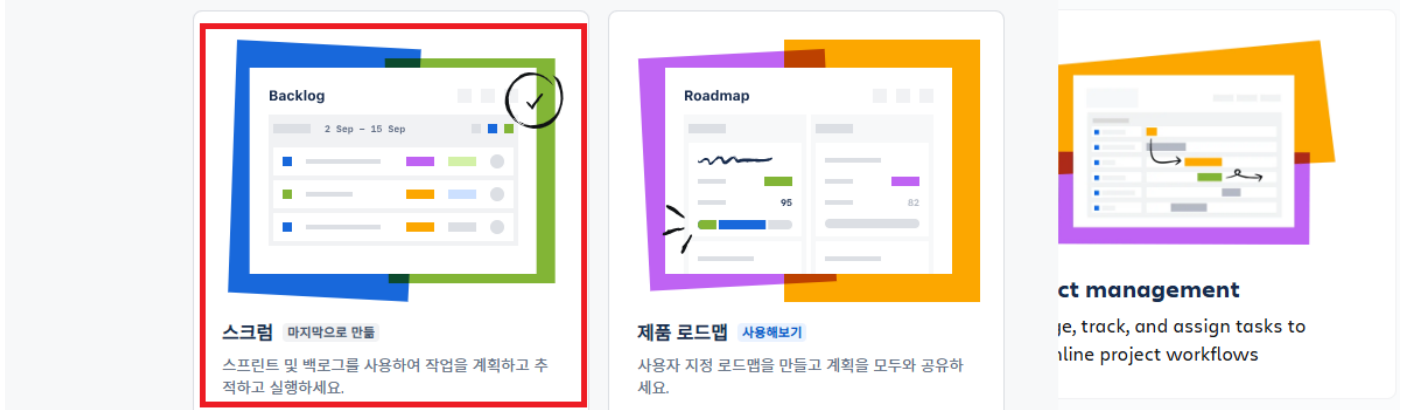 Backlog
2 Sep - 15 Sep
스크럼 마지막으로 만듦
스프린트 및 백로그를 사용하여 작업을 계획하고 추
적하고 실행하세요.
Roadmap
95
82
제품 로드맵 사용해보기
사용자 지정 로드맵을 만들고 계획을 모두와 공유하
세요.
ct management
ge, track, and assign tasks to
nline project workflows